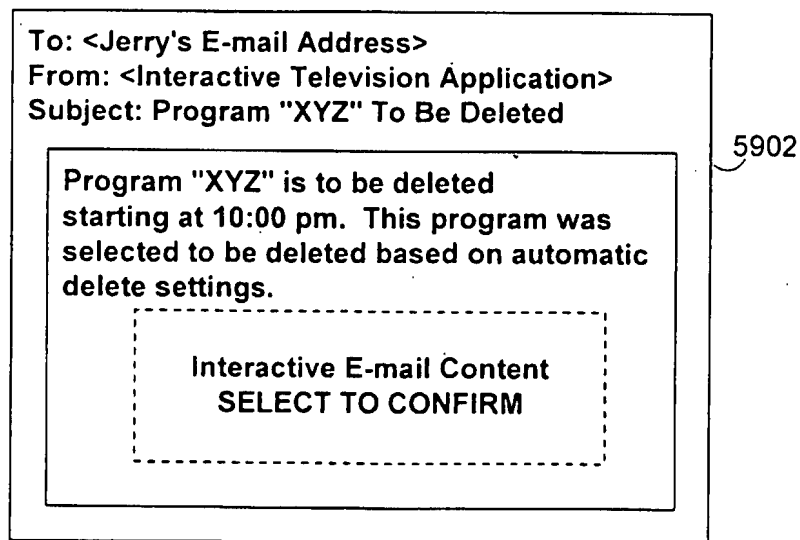 To: <Jerry's E-mail Address>
From: <Interactive Television Application>
Subject: Program "XYZ" To Be Deleted
5902
Program "XYZ" is to be deleted
starting at 10:00 pm. This program was
selected to be deleted based on automatic
delete settings.
Interactive E-mail Content
SELECT TO CONFIRM